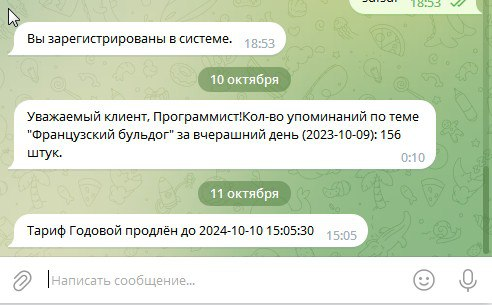 18:53
Вы зарегистрированы в системе. 18:53
10 октября
Уважаемый клиент, Программист!Кол-во упоминаний по теме
"Французский бульдог" за вчерашний день (2023-10-09): 156
штук. 0:10
11 октября
Тариф Годовой продлён до 2024-10-10 15:05:30 15:05
Написать сообщение...